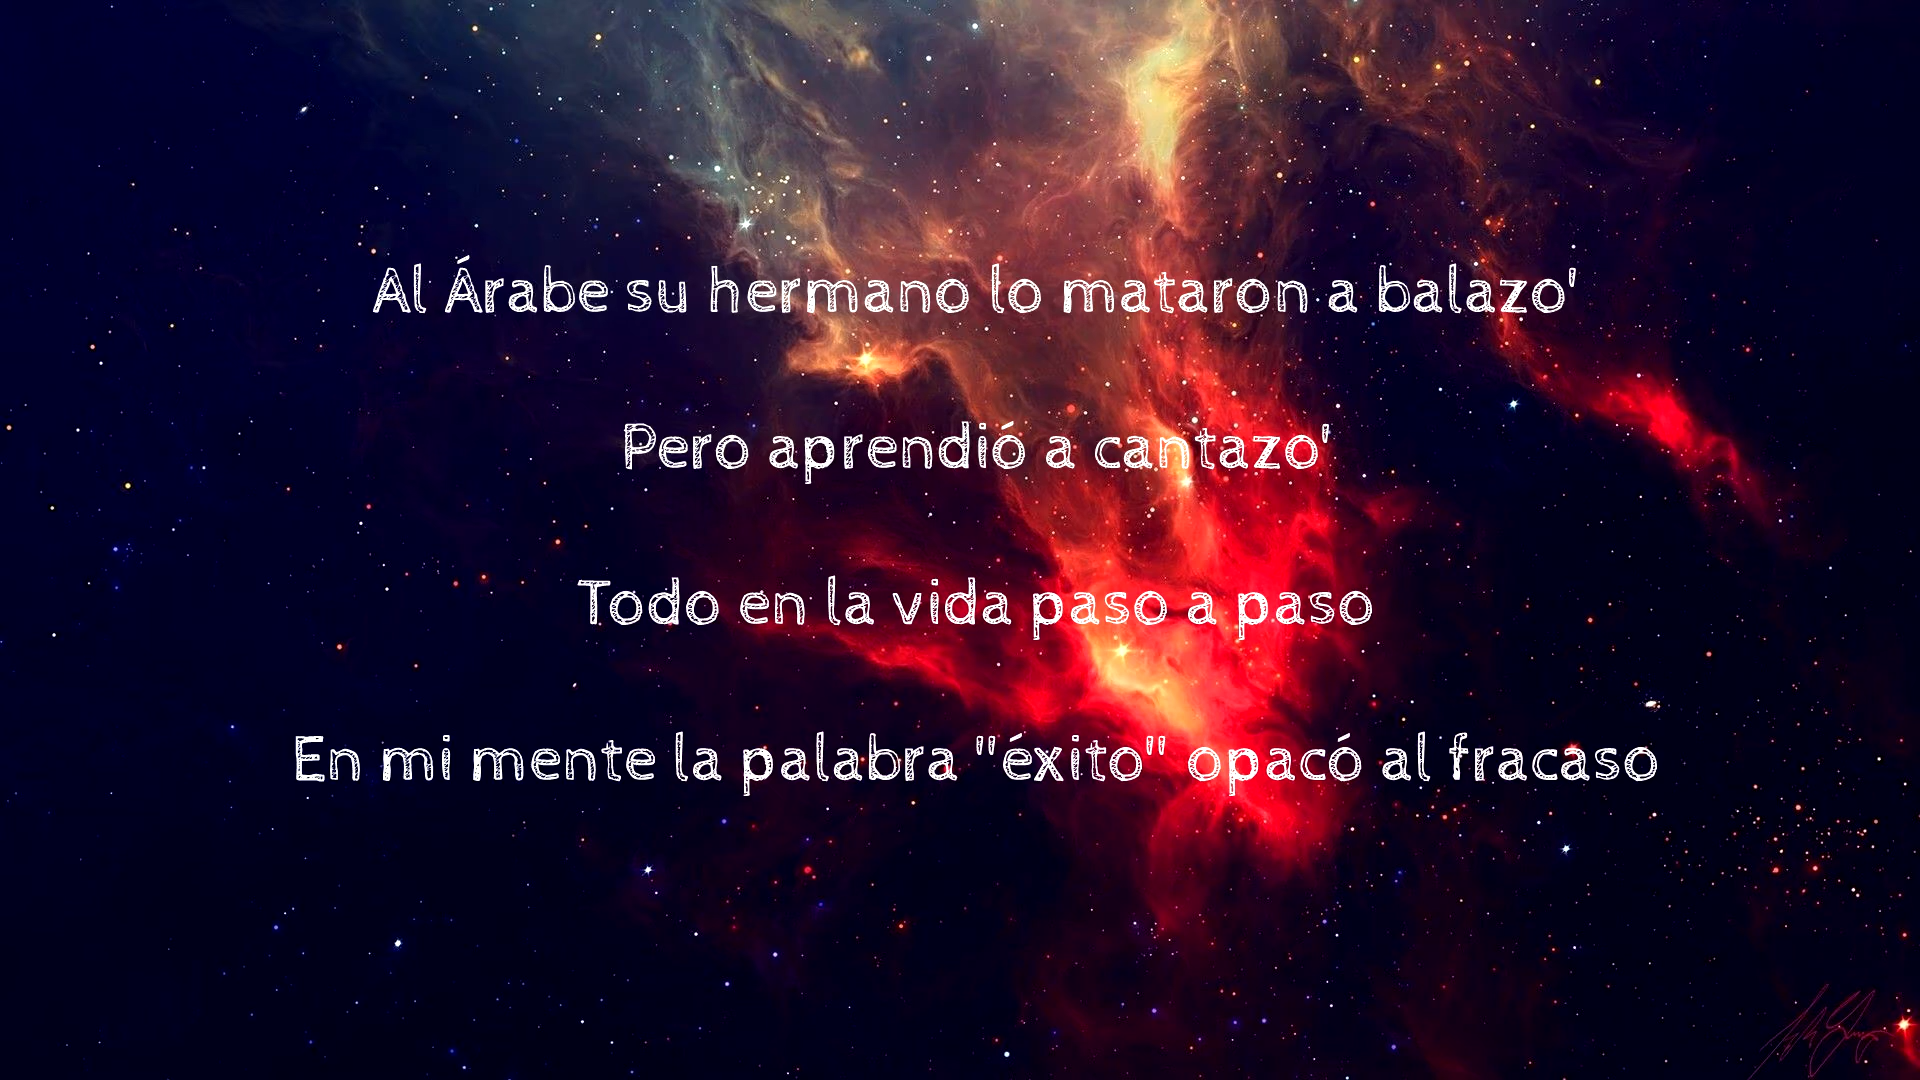 Al Árabe su hermano lo mataron a balazo'
Pero aprendió a cantazo'
Todo en la vida paso a paso
En mi mente la palabra "éxito" opacó al fracaso